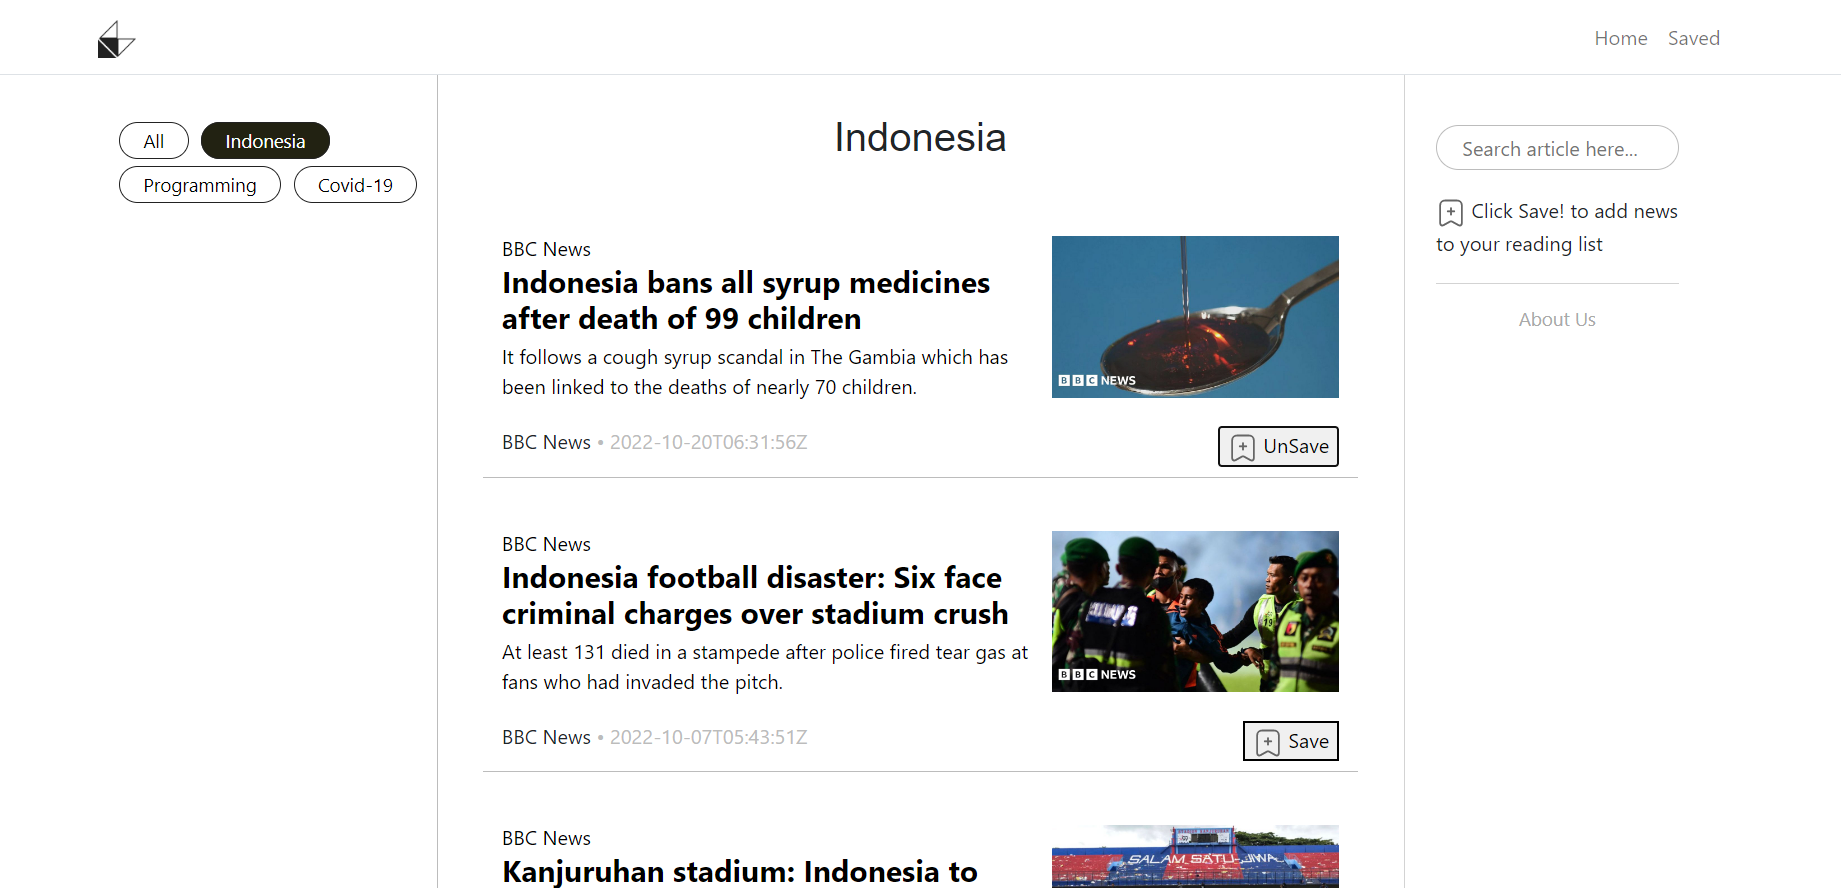 Home Saved
All Indonesia
Programming Covid-19
Indonesia
BBC News
Indonesia bans all syrup medicines
after death of 99 children
It follows a cough syrup scandal in The Gambia which has
been linked to the deaths of nearly 70 children.
BBC NEWS
BBC News • 2022-10-20T06:31:56Z
UnSave
BBC News
Indonesia football disaster: Six face
criminal charges over stadium crush
At least 131 died in a stampede after police fired tear gas at
fans who had invaded the pitch.
19
BBC NEWS
BBC News • 2022-10-07T05:43:51Z
Save
BBC News
Kanjuruhan stadium: Indonesia to
SALAM SATU JIWA
Search article here...
Click Save! to add news
to your reading list
About Us